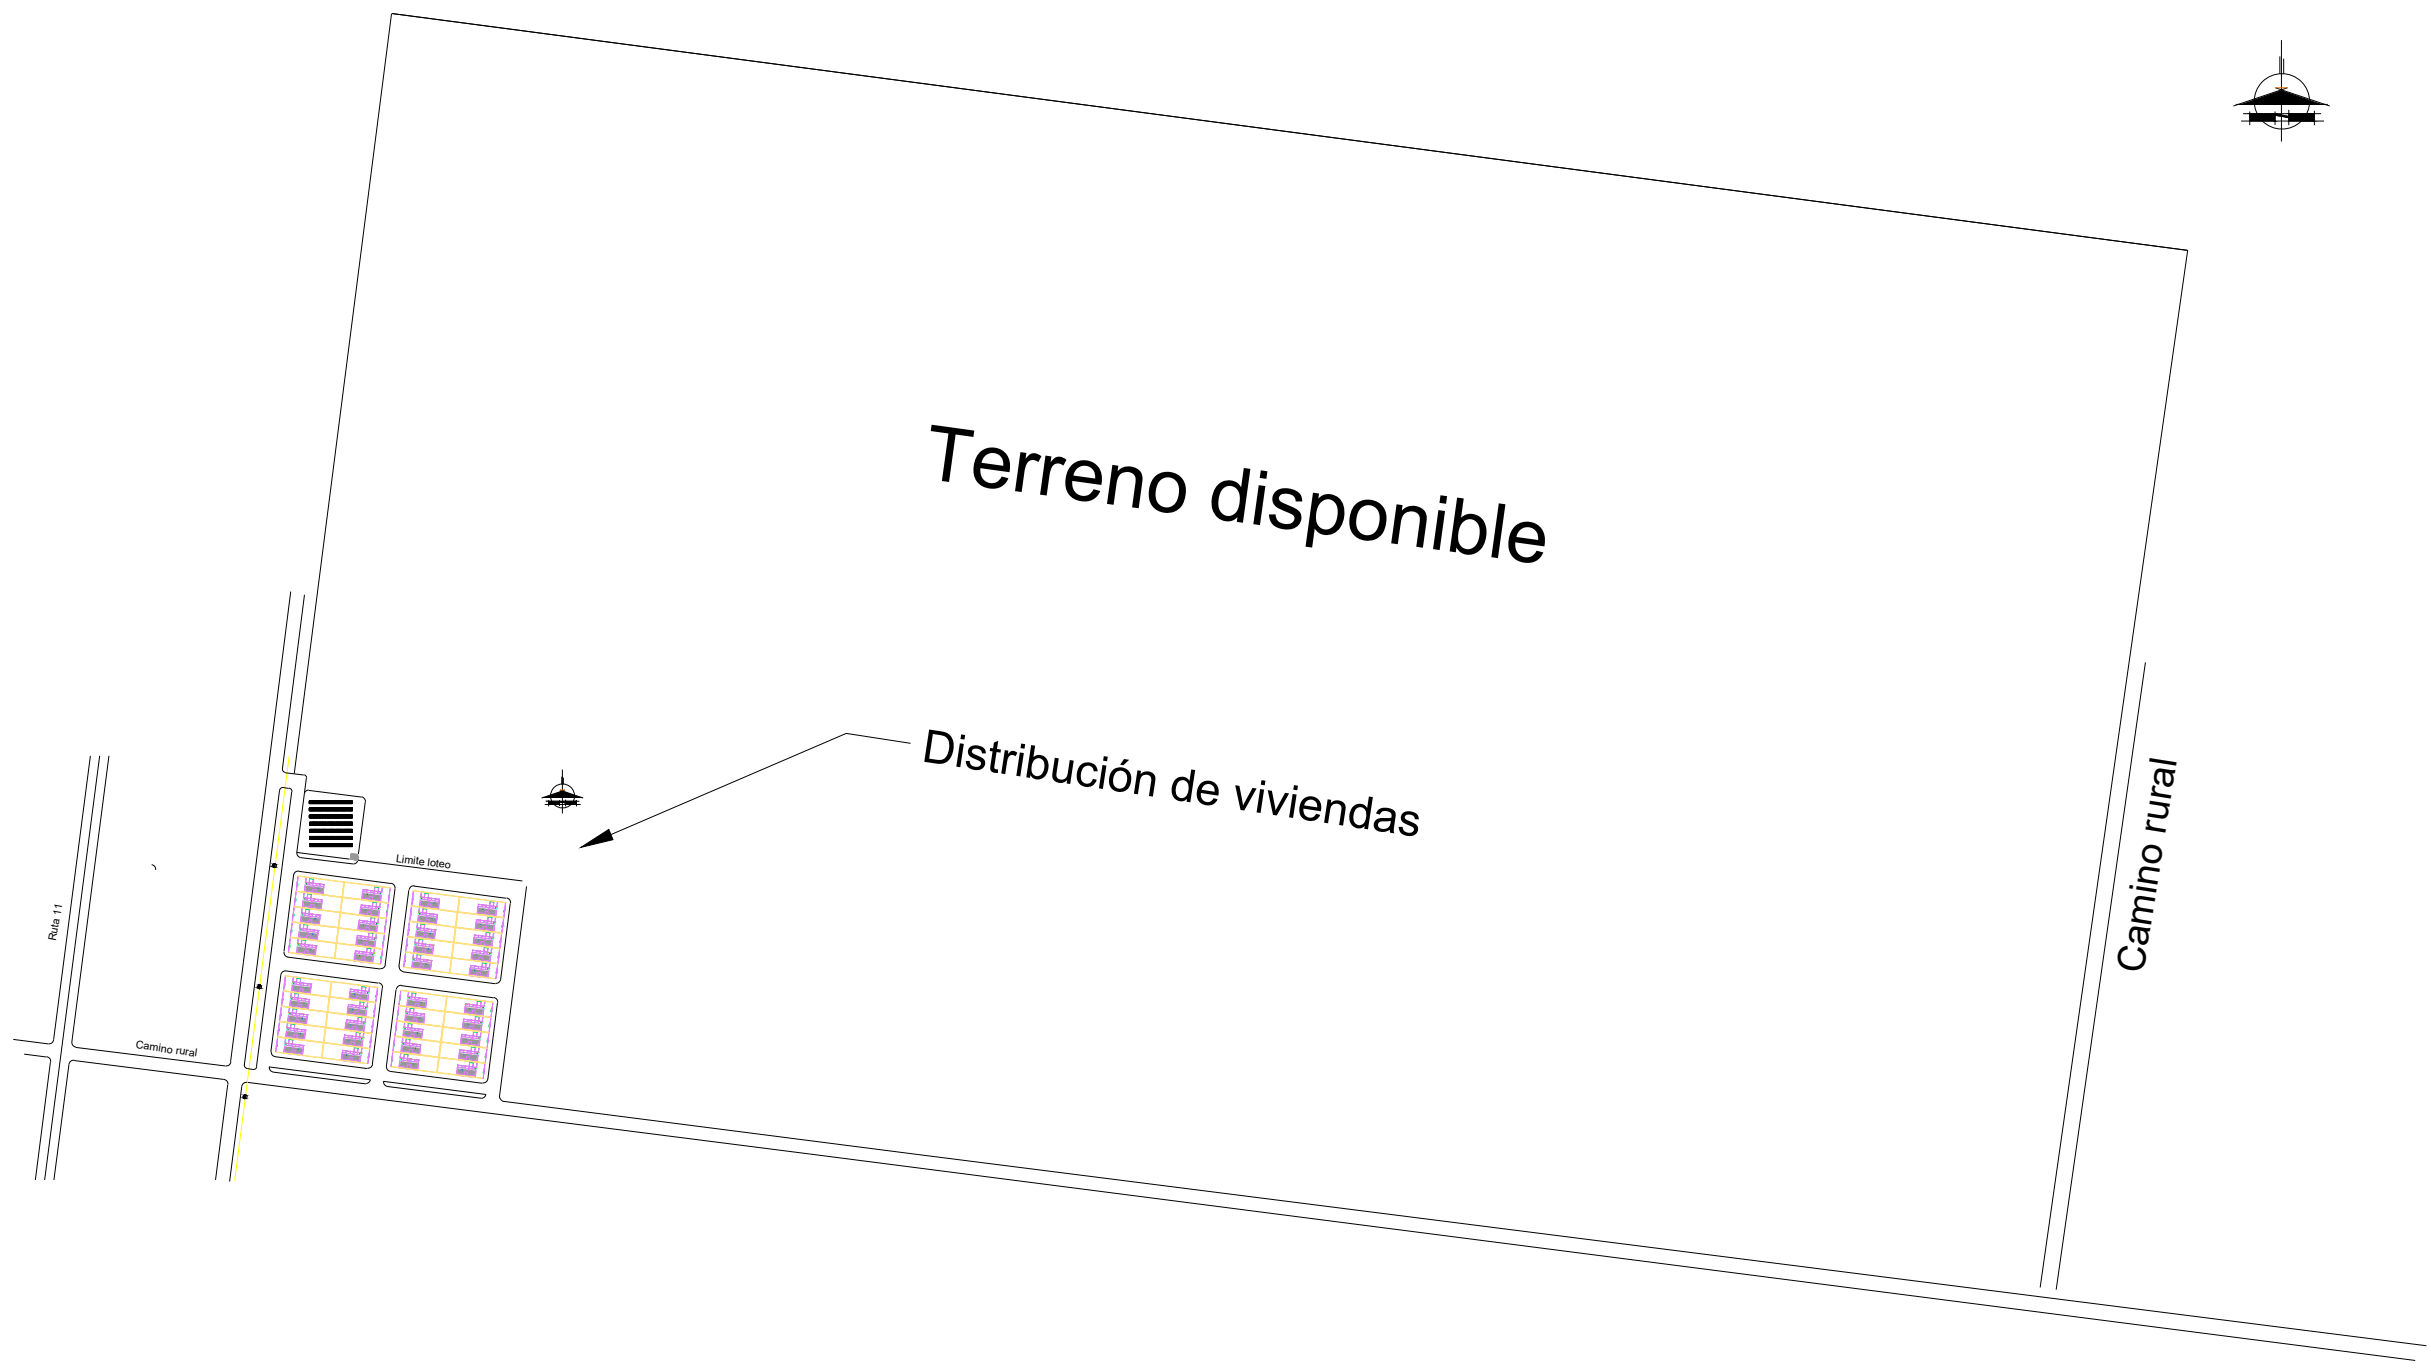 Terreno disponible
Distribución de viviendas
Camino rural
Limite loteo
Ruta 11
Camino rural